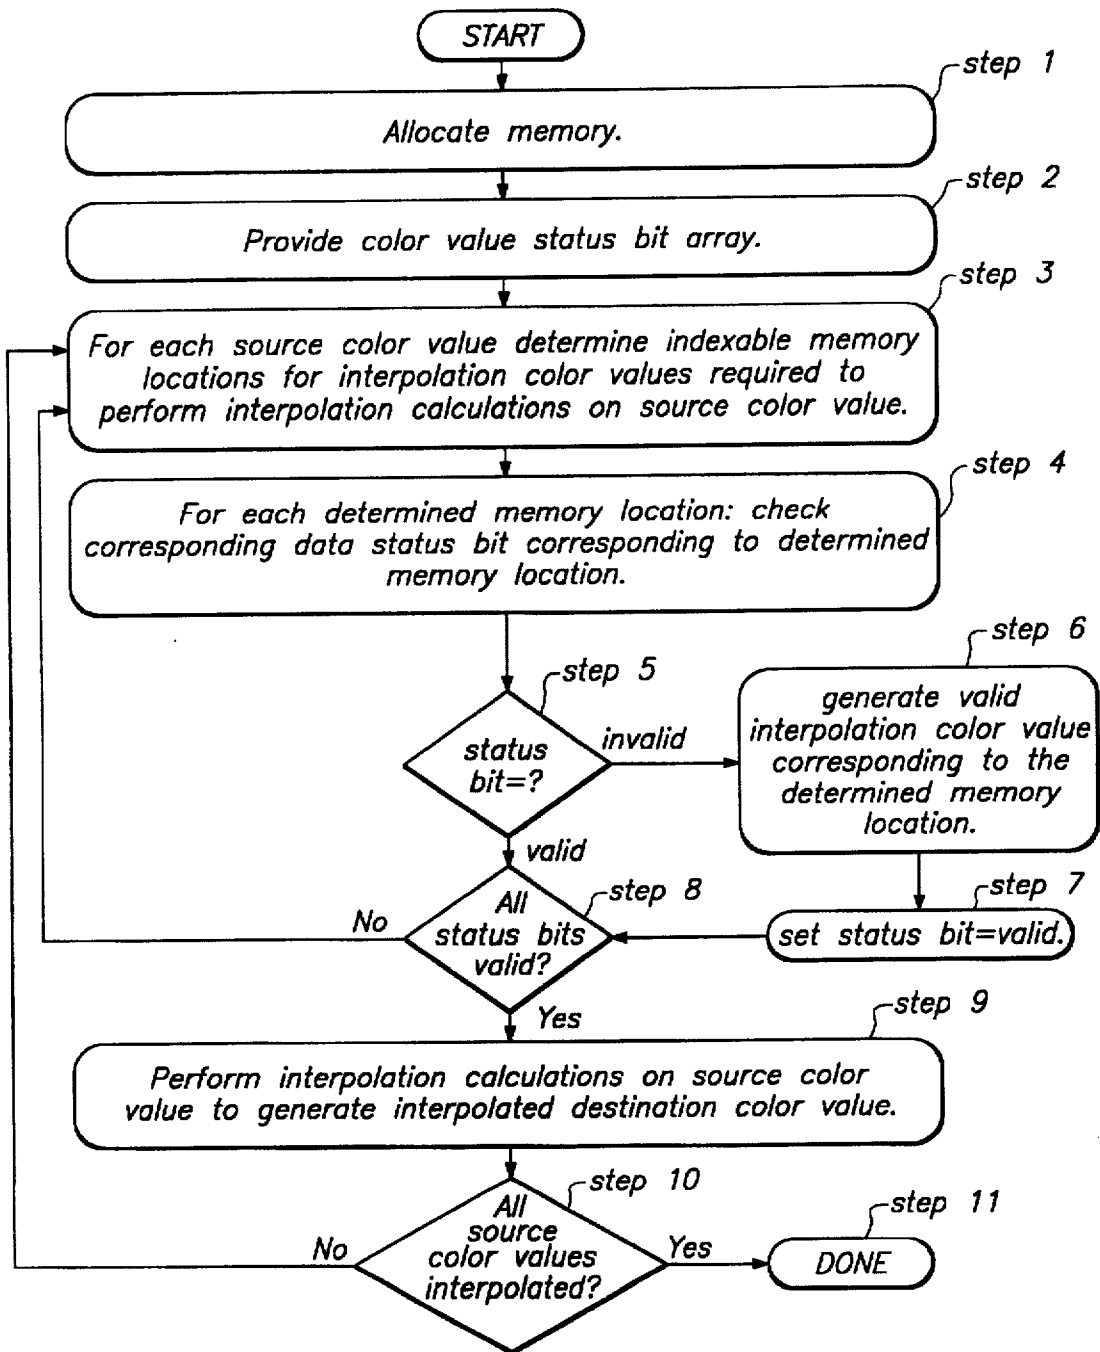 START
step 1
Allocate memory.
step 2
Provide color value status bit array.
step 3
For each source color value determine indexable memory
locations for interpolation color values required to
perform interpolation calculations on source color value.
step 4
For each determined memory location: check
corresponding data status bit corresponding to determined
memory location.
step 5
status
bit=?
invalid
valid
step 6
generate valid
interpolation color value
corresponding to the
determined memory
location.
step 7
set status bit=valid.
step 8
All
status bits
valid?
No
Yes
step 9
Perform interpolation calculations on source color
value to generate interpolated destination color value.
step 10
All
source
color values
interpolated?
No
Yes
step 11
DONE